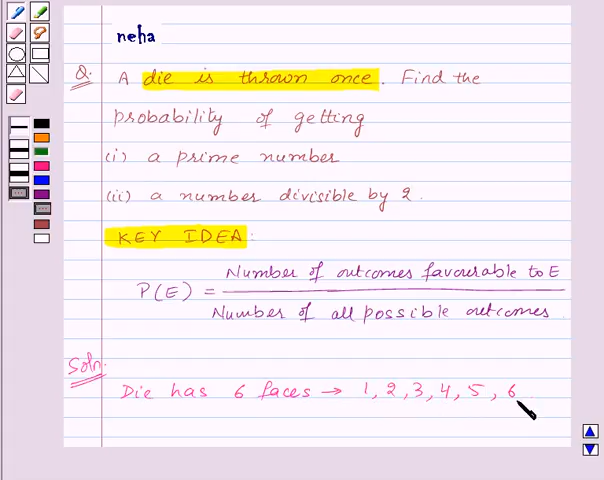 neha
Q. A die is thrown once. Find the
probability of getting
(i) a prime number
(ii) a number divisible by 2.
KEY IDEA:
P(E) = Number of outcomes favourable to E / Number of all possible outcomes.
Soln:
Die has 6 faces → 1, 2, 3, 4, 5, 6